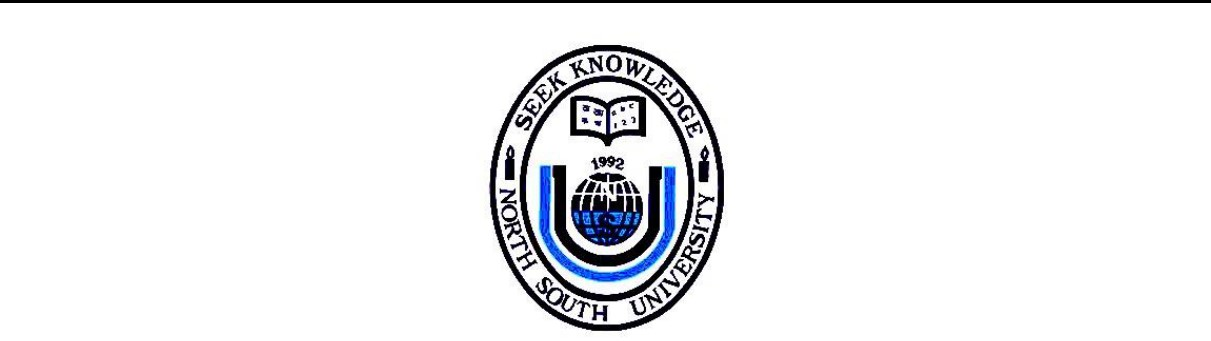 SEEK KNOWLEDGE
1992
N
S
NORTH SOUTH UNIVERSITY